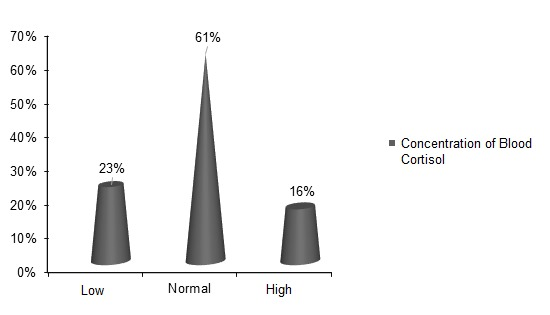 70%
60%
50%
40%
30%
20%
10%
0%
23%
61%
16%
Low
Normal
High
Concentration of Blood
Cortisol